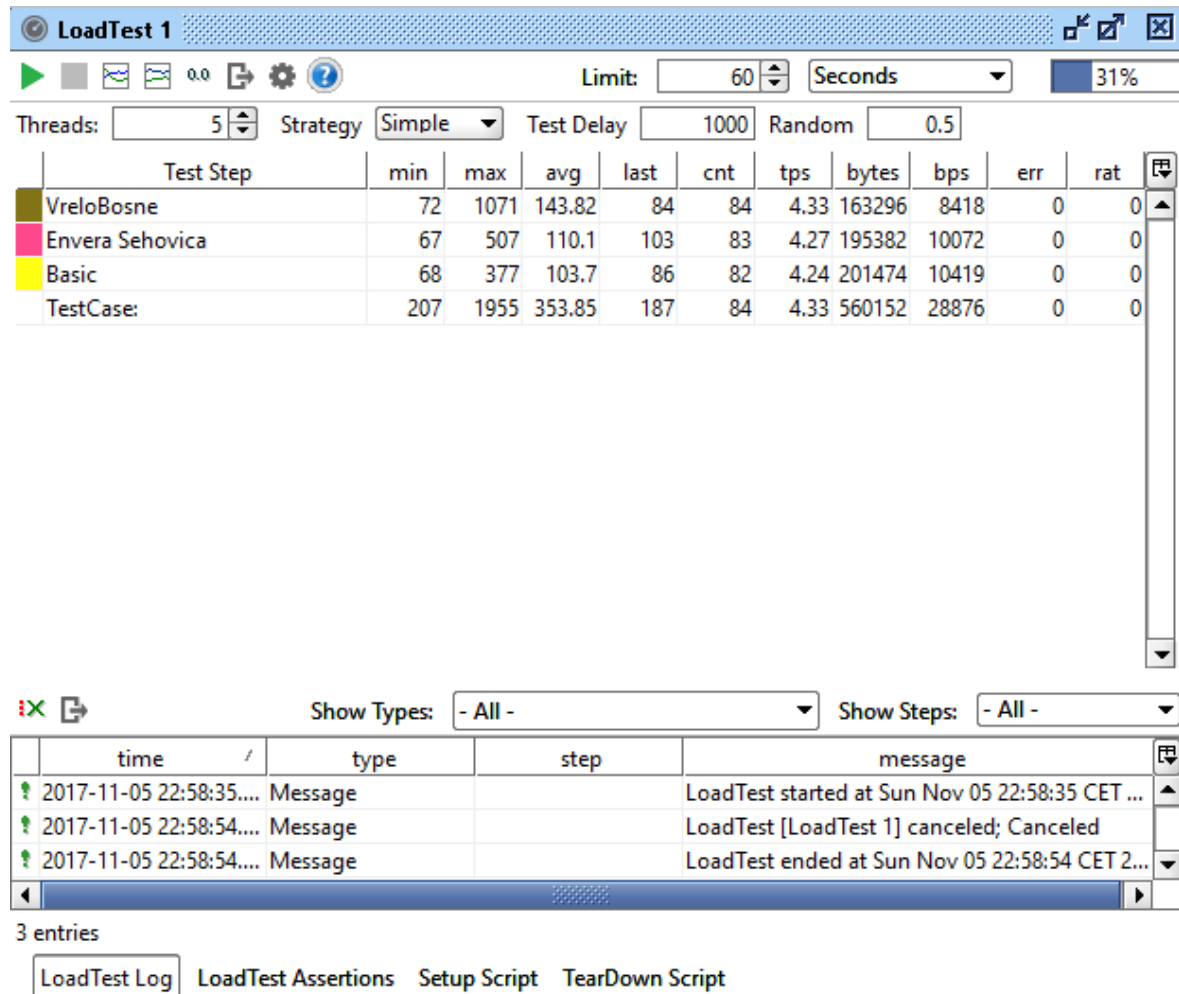 LoadTest 1
0.0 ? Limit: 60 Seconds 31%
Threads: 5 Strategy Simple Test Delay 1000 Random 0.5
Test Step min max avg last cnt tps bytes bps err rat
VreloBosne 72 1071 143.82 84 84 4.33 163296 8418 0 0
Envera Sehovica 67 507 110.1 103 83 4.27 195382 10072 0 0
Basic 68 377 103.7 86 82 4.24 201474 10419 0 0
TestCase: 207 1955 353.85 187 84 4.33 560152 28876 0 0
Show Types: - All - Show Steps: - All -
time type step message
2017-11-05 22:58:35.... Message LoadTest started at Sun Nov 05 22:58:35 CET ...
2017-11-05 22:58:54.... Message LoadTest [LoadTest 1] canceled; Canceled
2017-11-05 22:58:54.... Message LoadTest ended at Sun Nov 05 22:58:54 CET 2...
3 entries
LoadTest Log LoadTest Assertions Setup Script TearDown Script